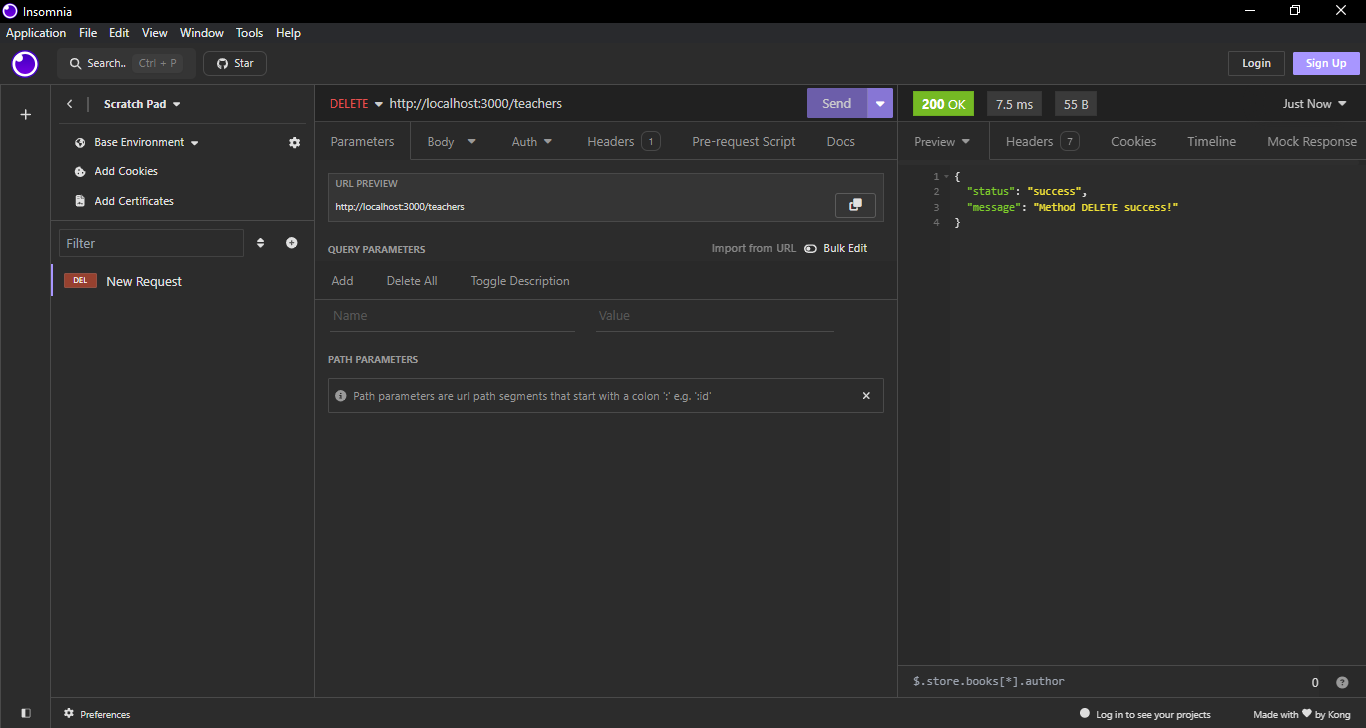 Insomnia
Application File Edit View Window Tools Help
Search.. Ctrl + P Star Login Sign Up
Scratch Pad
Base Environment
Add Cookies
Add Certificates
Filter
DEL New Request
DELETE http://localhost:3000/teachers Send
Parameters Body Auth Headers 1 Pre-request Script Docs
URL PREVIEW
http://localhost:3000/teachers
QUERY PARAMETERS Import from URL Bulk Edit
Add Delete All Toggle Description
Name Value
PATH PARAMETERS
Path parameters are url path segments that start with a colon ':' e.g. ':id'
200 OK 7.5 ms 55 B Just Now
Preview Headers 7 Cookies Timeline Mock Response
1 {
2 "status": "success",
3 "message": "Method DELETE success!"
4 }
$.store.books[*].author 0
Preferences Log in to see your projects Made with ❤ by Kong